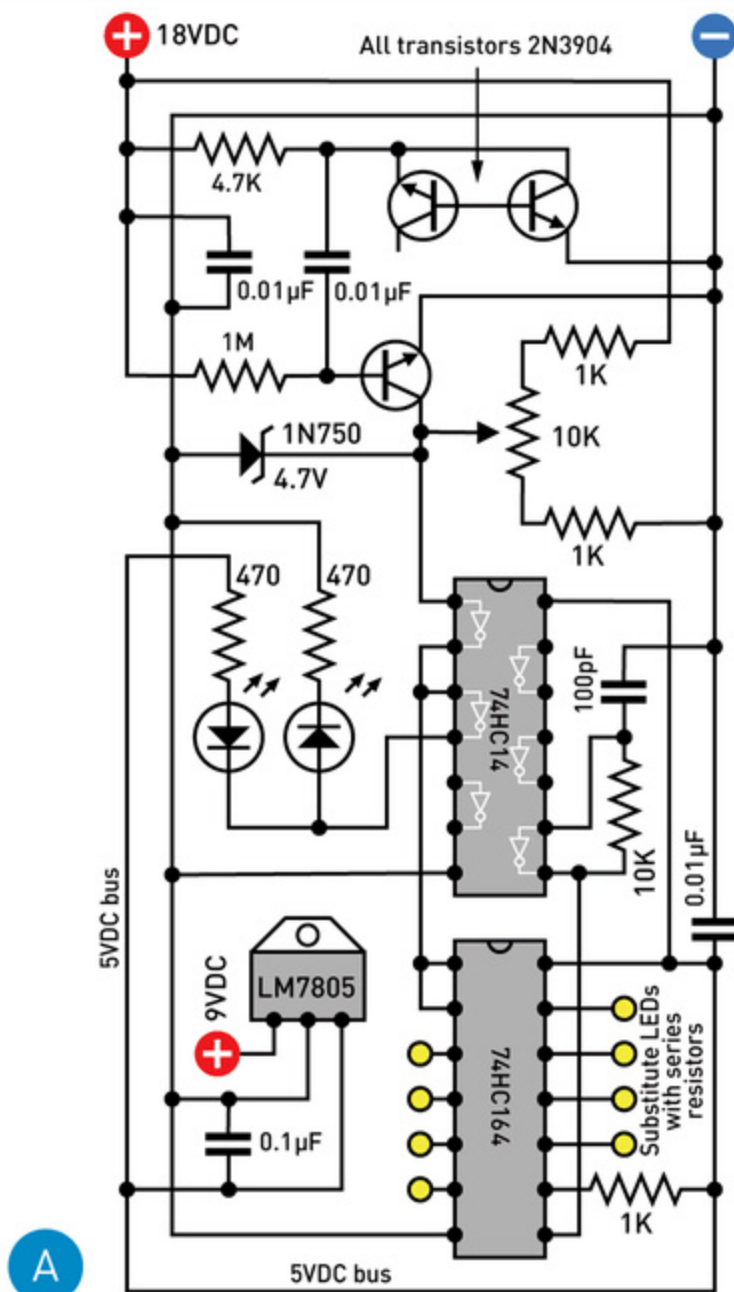 18VDC
All transistors 2N3904
4.7K
0.01µF
0.01µF
1M
1K
1N750
10K
4.7V
1K
470
470
74HC14
100pF
10K
0.01µF
5VDC bus
9VDC
LM7805
74HC164
Substitute LEDs
with series
resistors
0.1µF
1K
A
5VDC bus